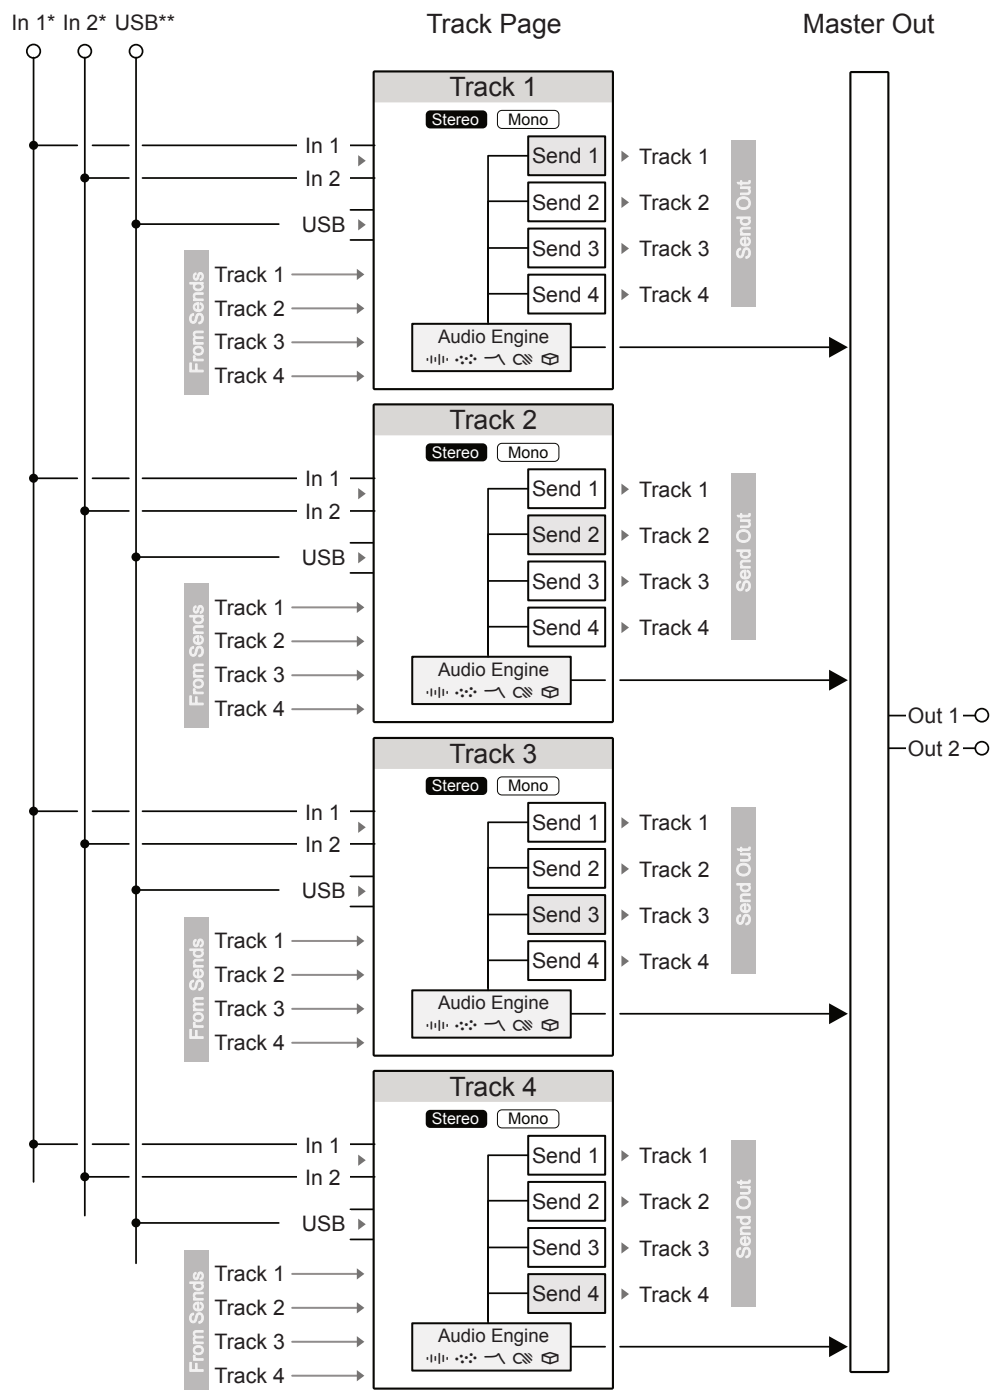 In 1* In 2* USB** Track Page Master Out
Track 1
Stereo Mono
In 1
In 2
USB
From Sends
Track 1
Track 2
Track 3
Track 4
Send 1 Track 1
Send 2 Track 2
Send 3 Track 3
Send 4 Track 4
Send Out
Audio Engine
Track 2
Stereo Mono
In 1
In 2
USB
From Sends
Track 1
Track 2
Track 3
Track 4
Send 1 Track 1
Send 2 Track 2
Send 3 Track 3
Send 4 Track 4
Send Out
Audio Engine
Out 1
Out 2
Track 3
Stereo Mono
In 1
In 2
USB
From Sends
Track 1
Track 2
Track 3
Track 4
Send 1 Track 1
Send 2 Track 2
Send 3 Track 3
Send 4 Track 4
Send Out
Audio Engine
Track 4
Stereo Mono
In 1
In 2
USB
From Sends
Track 1
Track 2
Track 3
Track 4
Send 1 Track 1
Send 2 Track 2
Send 3 Track 3
Send 4 Track 4
Send Out
Audio Engine